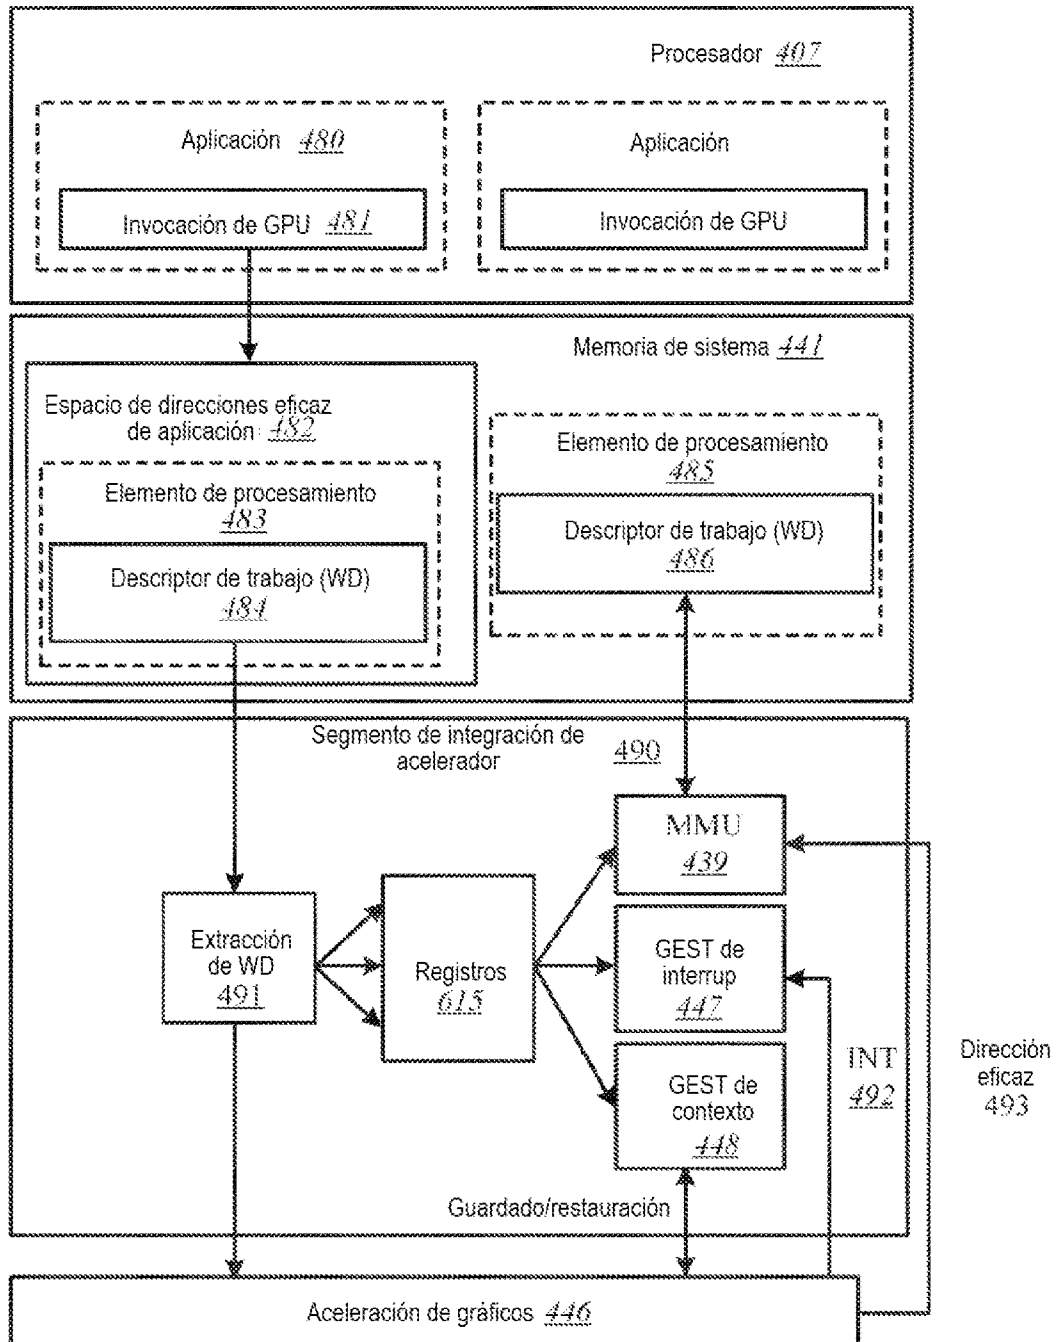 Procesador 407
Aplicación 480
Invocación de GPU 481
Aplicación
Invocación de GPU
Memoria de sistema 441
Espacio de direcciones eficaz
de aplicación 482
Elemento de procesamiento
483
Descriptor de trabajo (WD)
484
Elemento de procesamiento
485
Descriptor de trabajo (WD)
486
Segmento de integración de
acelerador
490
Extracción
de WD
491
Registros
615
MMU
439
GEST de
interrup
447
GEST de
contexto
448
INT
492
Dirección
eficaz
493
Guardado/restauración
Aceleración de gráficos 446